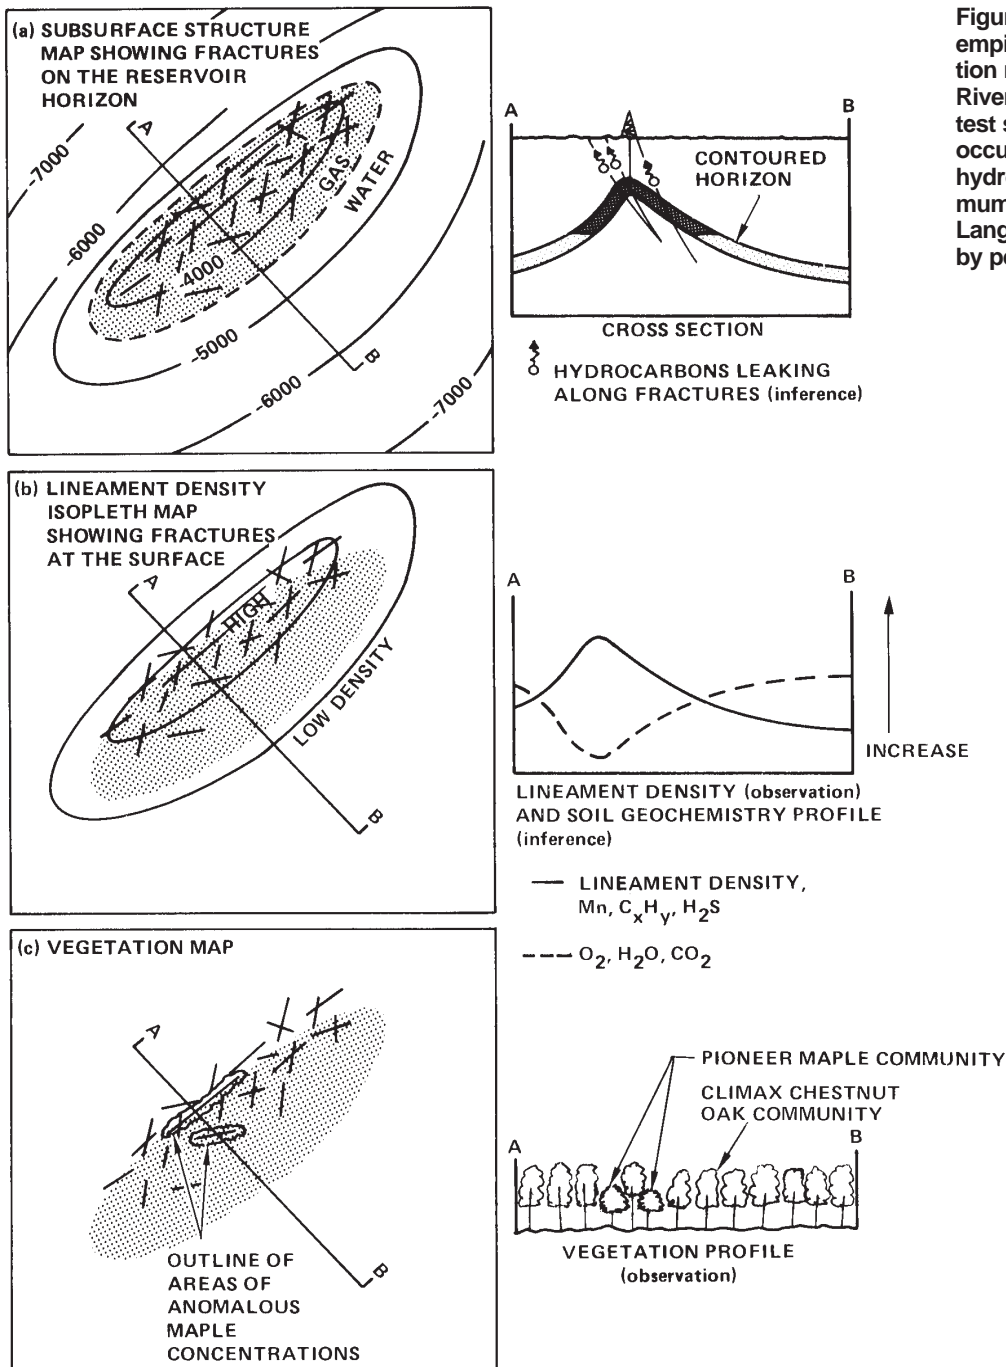 (a) SUBSURFACE STRUCTURE
MAP SHOWING FRACTURES
ON THE RESERVOIR
HORIZON
A
-7000
-6000
GAS
WATER
-4000
-5000
B
-6000
-7000
A
B
CONTOURED
HORIZON
CROSS SECTION
HYDROCARBONS LEAKING
ALONG FRACTURES (inference)
(b) LINEAMENT DENSITY
ISOPLETH MAP
SHOWING FRACTURES
AT THE SURFACE
A
HIGH
LOW DENSITY
B
A
B
INCREASE
LINEAMENT DENSITY (observation)
AND SOIL GEOCHEMISTRY PROFILE
(inference)
LINEAMENT DENSITY,
Mn, CxHy, H2S
O2, H2O, CO2
(c) VEGETATION MAP
A
B
OUTLINE OF
AREAS OF
ANOMALOUS
MAPLE
CONCENTRATIONS
PIONEER MAPLE COMMUNITY
CLIMAX CHESTNUT
OAK COMMUNITY
A
B
VEGETATION PROFILE
(observation)
Figur
empi
tion
River
test s
occu
hydro
mum
Lang
by p